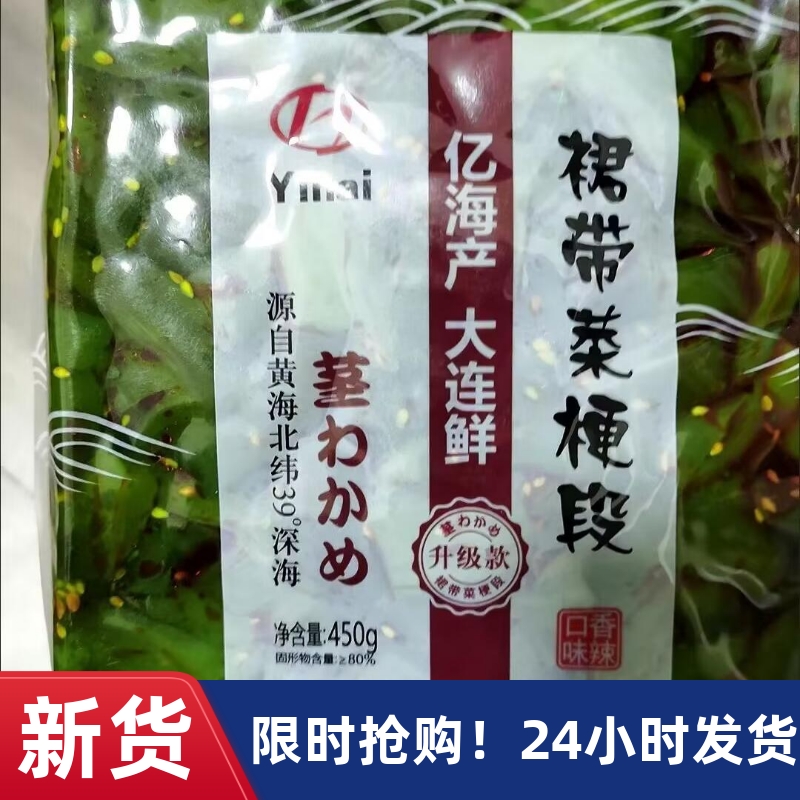 Yihai
裙带菜梗段
亿海产 大连鲜
茎わかめ
源自黄海北纬39°深海
茎わかめ
升级款
裙带菜梗段
香辣
口味
净含量:450g
固形物含量:≥80%
新货
限时抢购！24小时发货